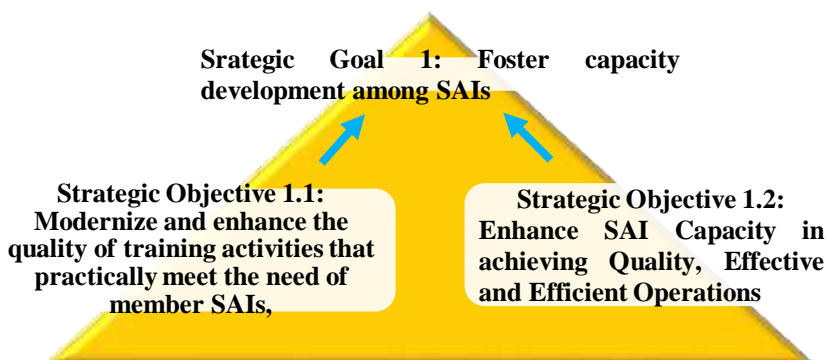 Srategic Goal 1: Foster capacity
development among SAIs
Strategic Objective 1.1:
Modernize and enhance the
quality of training activities that
practically meet the need of
member SAIs,
Strategic Objective 1.2:
Enhance SAI Capacity in
achieving Quality, Effective
and Efficient Operations